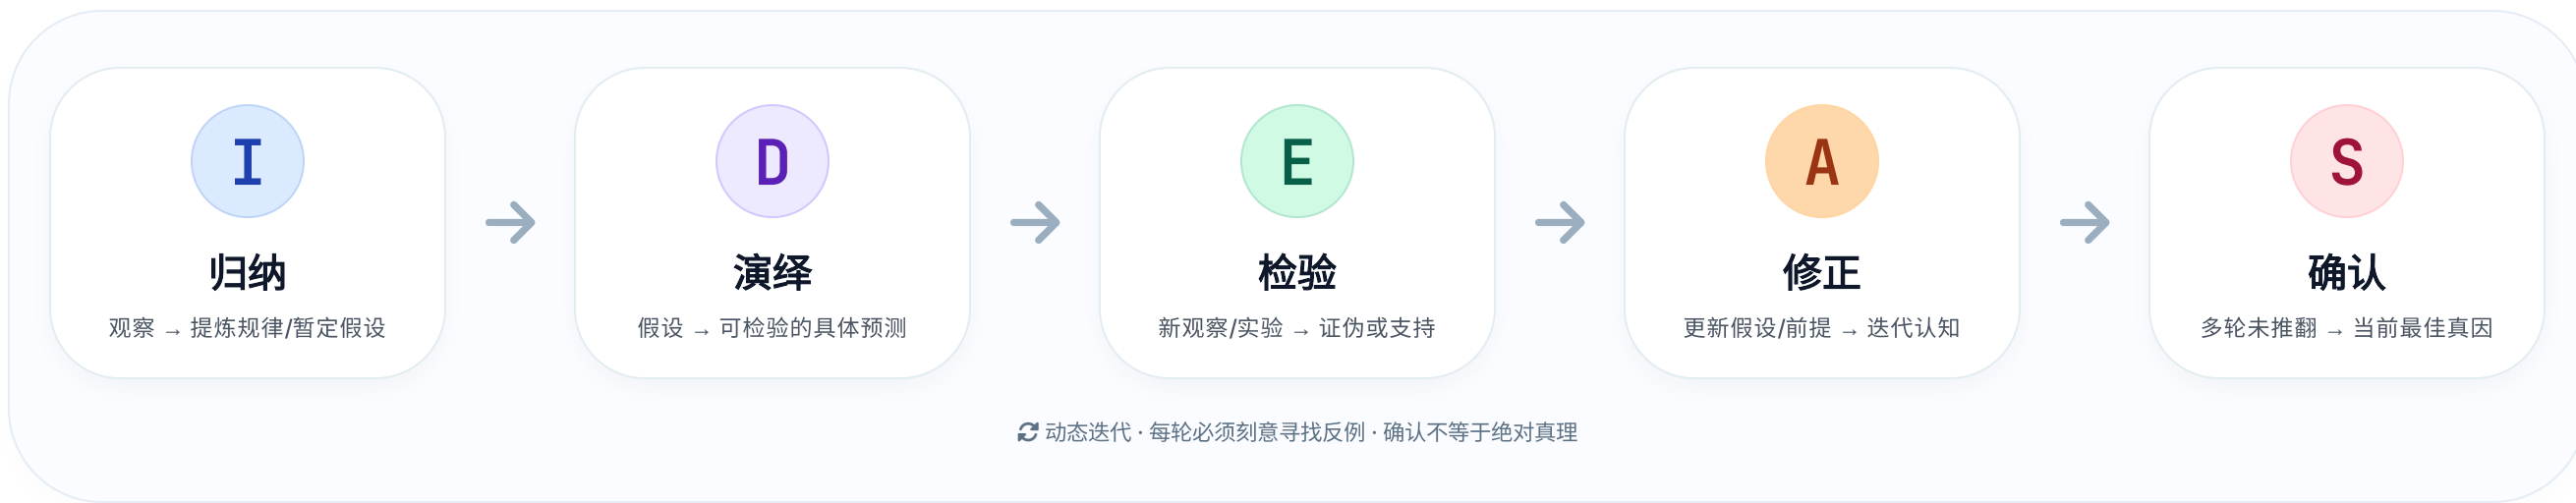 I
归纳
观察 → 提炼规律/暂定假设
D
演绎
假设 → 可检验的具体预测
E
检验
新观察/实验 → 证伪或支持
A
修正
更新假设/前提 → 迭代认知
S
确认
多轮未推翻 → 当前最佳真因
动态迭代 · 每轮必须刻意寻找反例 · 确认不等于绝对真理